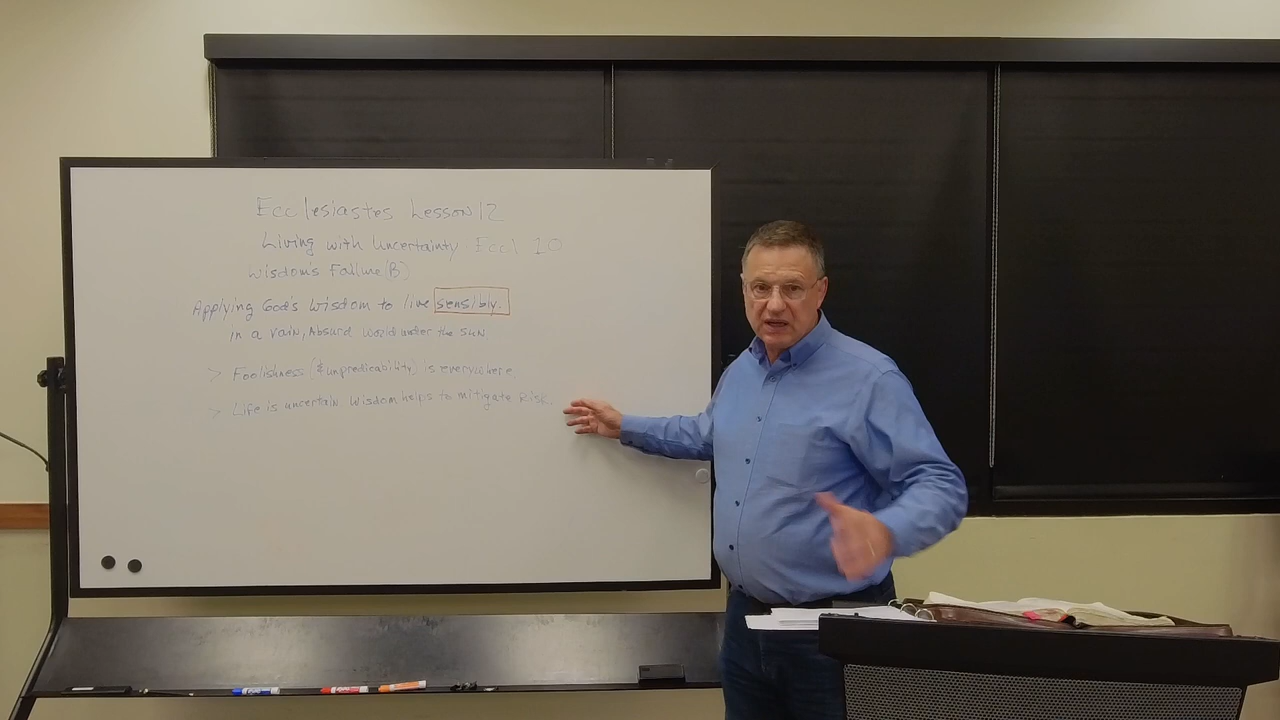 Ecclesiastes Lesson 12
Living with Uncertainty Eccl 10
Wisdom's Failure (B)
Applying God's Wisdom to live sensibly.
in a vain, Absurd world under the sun
> Foolishness (& unpredicability) is everywhere.
> Life is uncertain. Wisdom helps to mitigate risk.